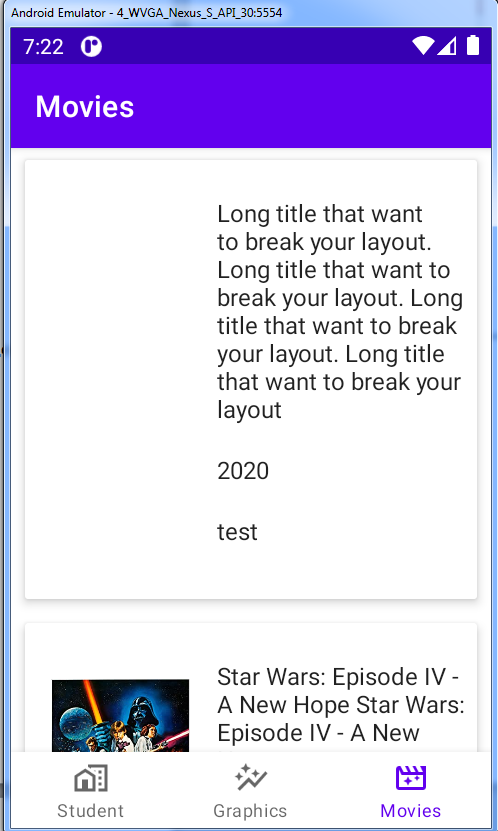 Android Emulator - 4_WVGA_Nexus_S_API_30:5554
7:22
Movies
Long title that want
to break your layout.
Long title that want to
break your layout. Long
title that want to break
your layout. Long title
that want to break your
layout
2020
test
Star Wars: Episode IV -
A New Hope Star Wars:
Episode IV - A New
Student
Graphics
Movies